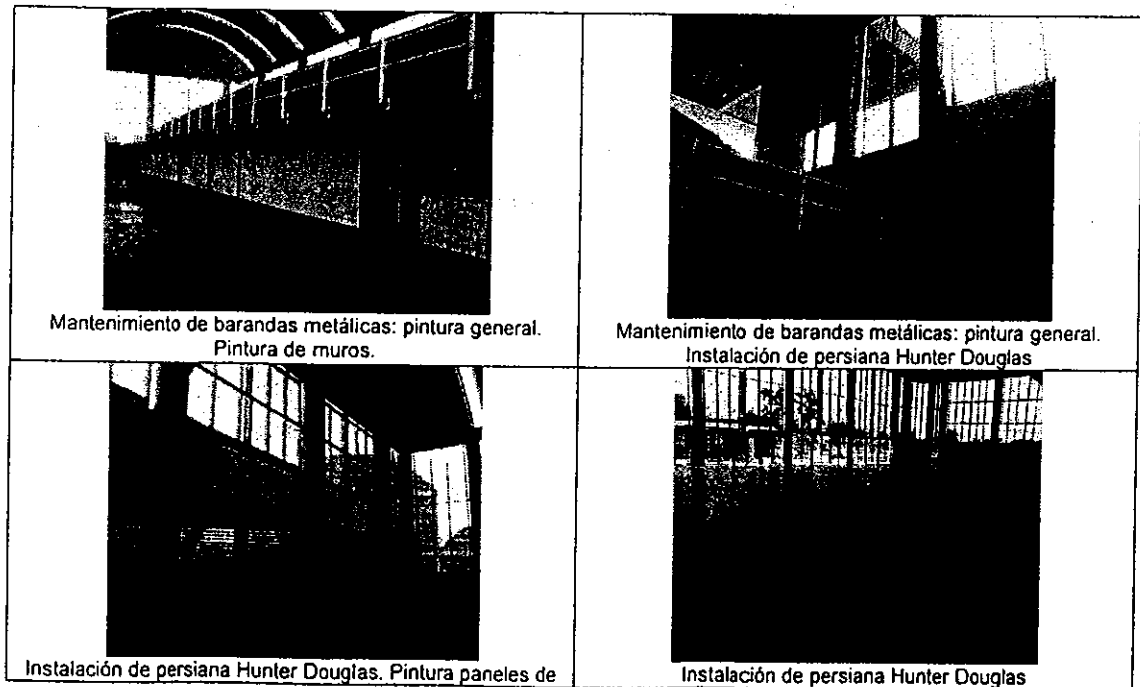 Mantenimiento de barandas metálicas: pintura general.
Pintura de muros.
Mantenimiento de barandas metálicas: pintura general.
Instalación de persiana Hunter Douglas
Instalación de persiana Hunter Douglas. Pintura paneles de
Instalación de persiana Hunter Douglas